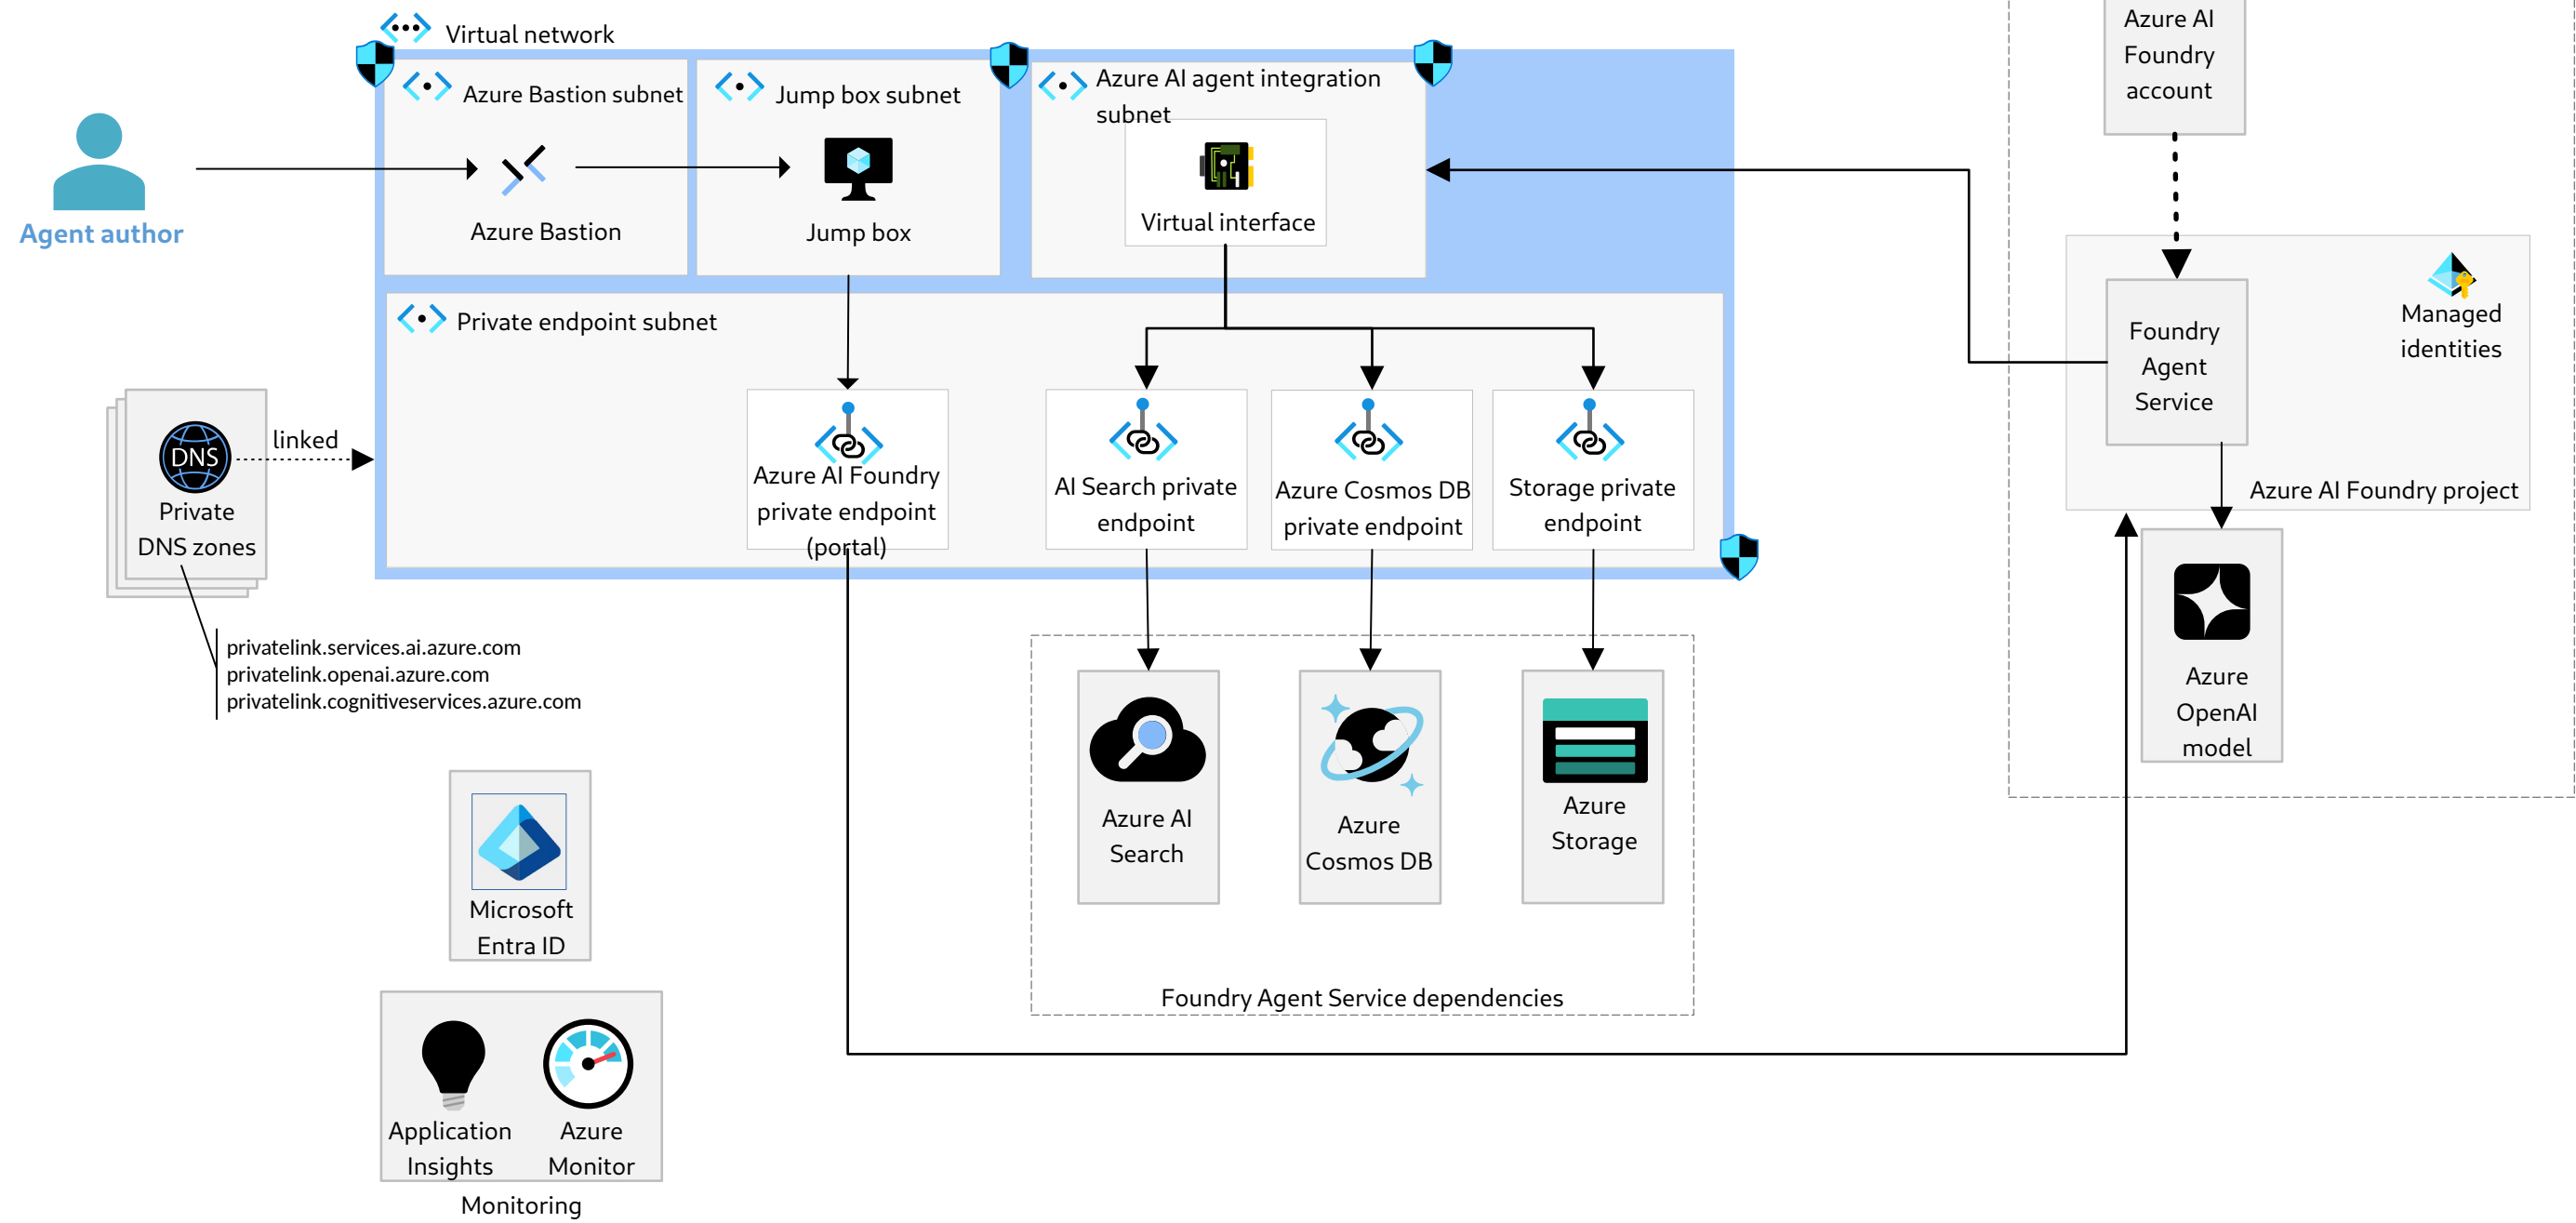 Virtual network
Azure Bastion subnet
Jump box subnet
Azure AI agent integration
subnet
Azure AI
Foundry
account
Agent author
Azure Bastion
Jump box
Virtual interface
Private endpoint subnet
Managed
identities
Foundry
Agent
Service
Azure AI Foundry project
DNS
linked
Private
DNS zones
Azure AI Foundry
private endpoint
(portal)
AI Search private
endpoint
Azure Cosmos DB
private endpoint
Storage private
endpoint
privatelink.services.ai.azure.com
privatelink.openai.azure.com
privatelink.cognitiveservices.azure.com
Azure
OpenAI
model
Azure AI
Search
Azure
Cosmos DB
Azure
Storage
Foundry Agent Service dependencies
Microsoft
Entra ID
Application
Insights
Azure
Monitor
Monitoring